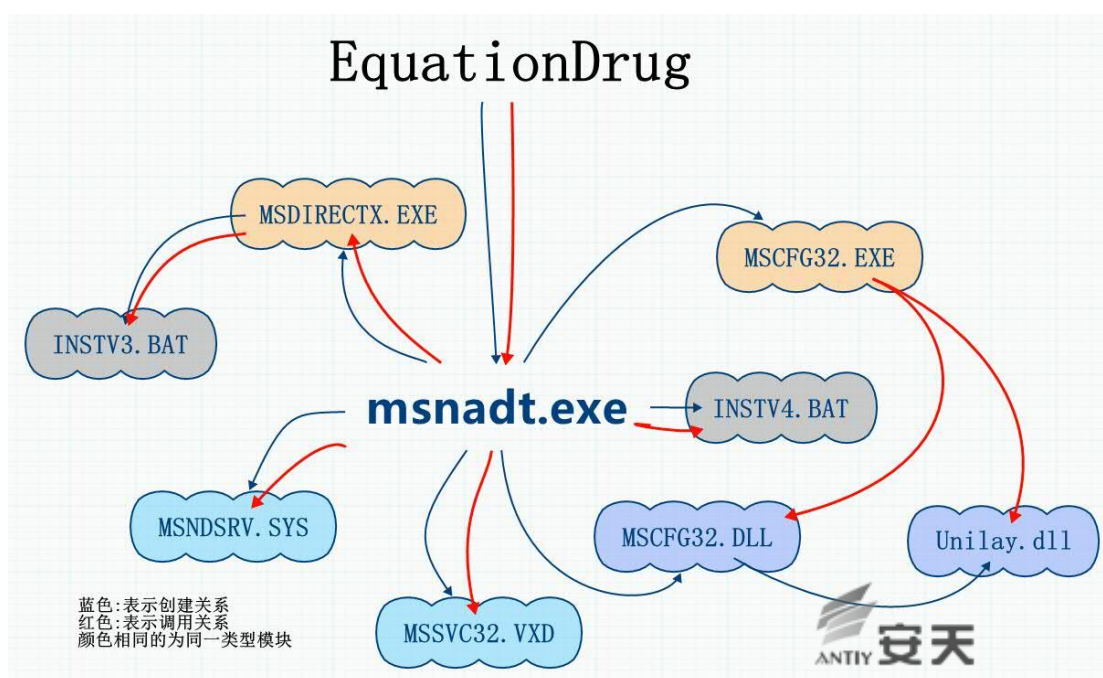 EquationDrug
MSDIRECTX.EXE
MSCFG32.EXE
INSTV3.BAT
msnadt.exe
INSTV4.BAT
MSNDSRV.SYS
MSCFG32.DLL
Unilay.dll
MSSVC32.VXD
蓝色:表示创建关系
红色:表示调用关系
颜色相同的为同一类型模块
ANTIY 安天